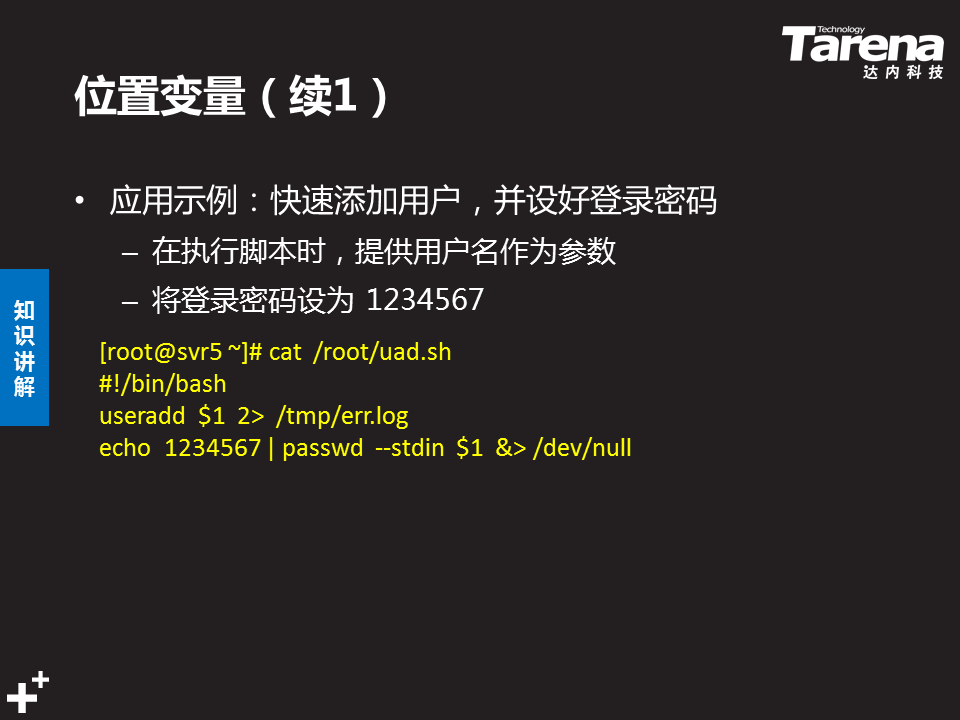 Technology
Tarena
达内科技
位置变量（续1）
• 应用示例：快速添加用户，并设好登录密码
– 在执行脚本时，提供用户名作为参数
– 将登录密码设为 1234567
知识讲解
[root@svr5 ~]# cat /root/uad.sh
#!/bin/bash
useradd $1 2> /tmp/err.log
echo 1234567 | passwd --stdin $1 &> /dev/null